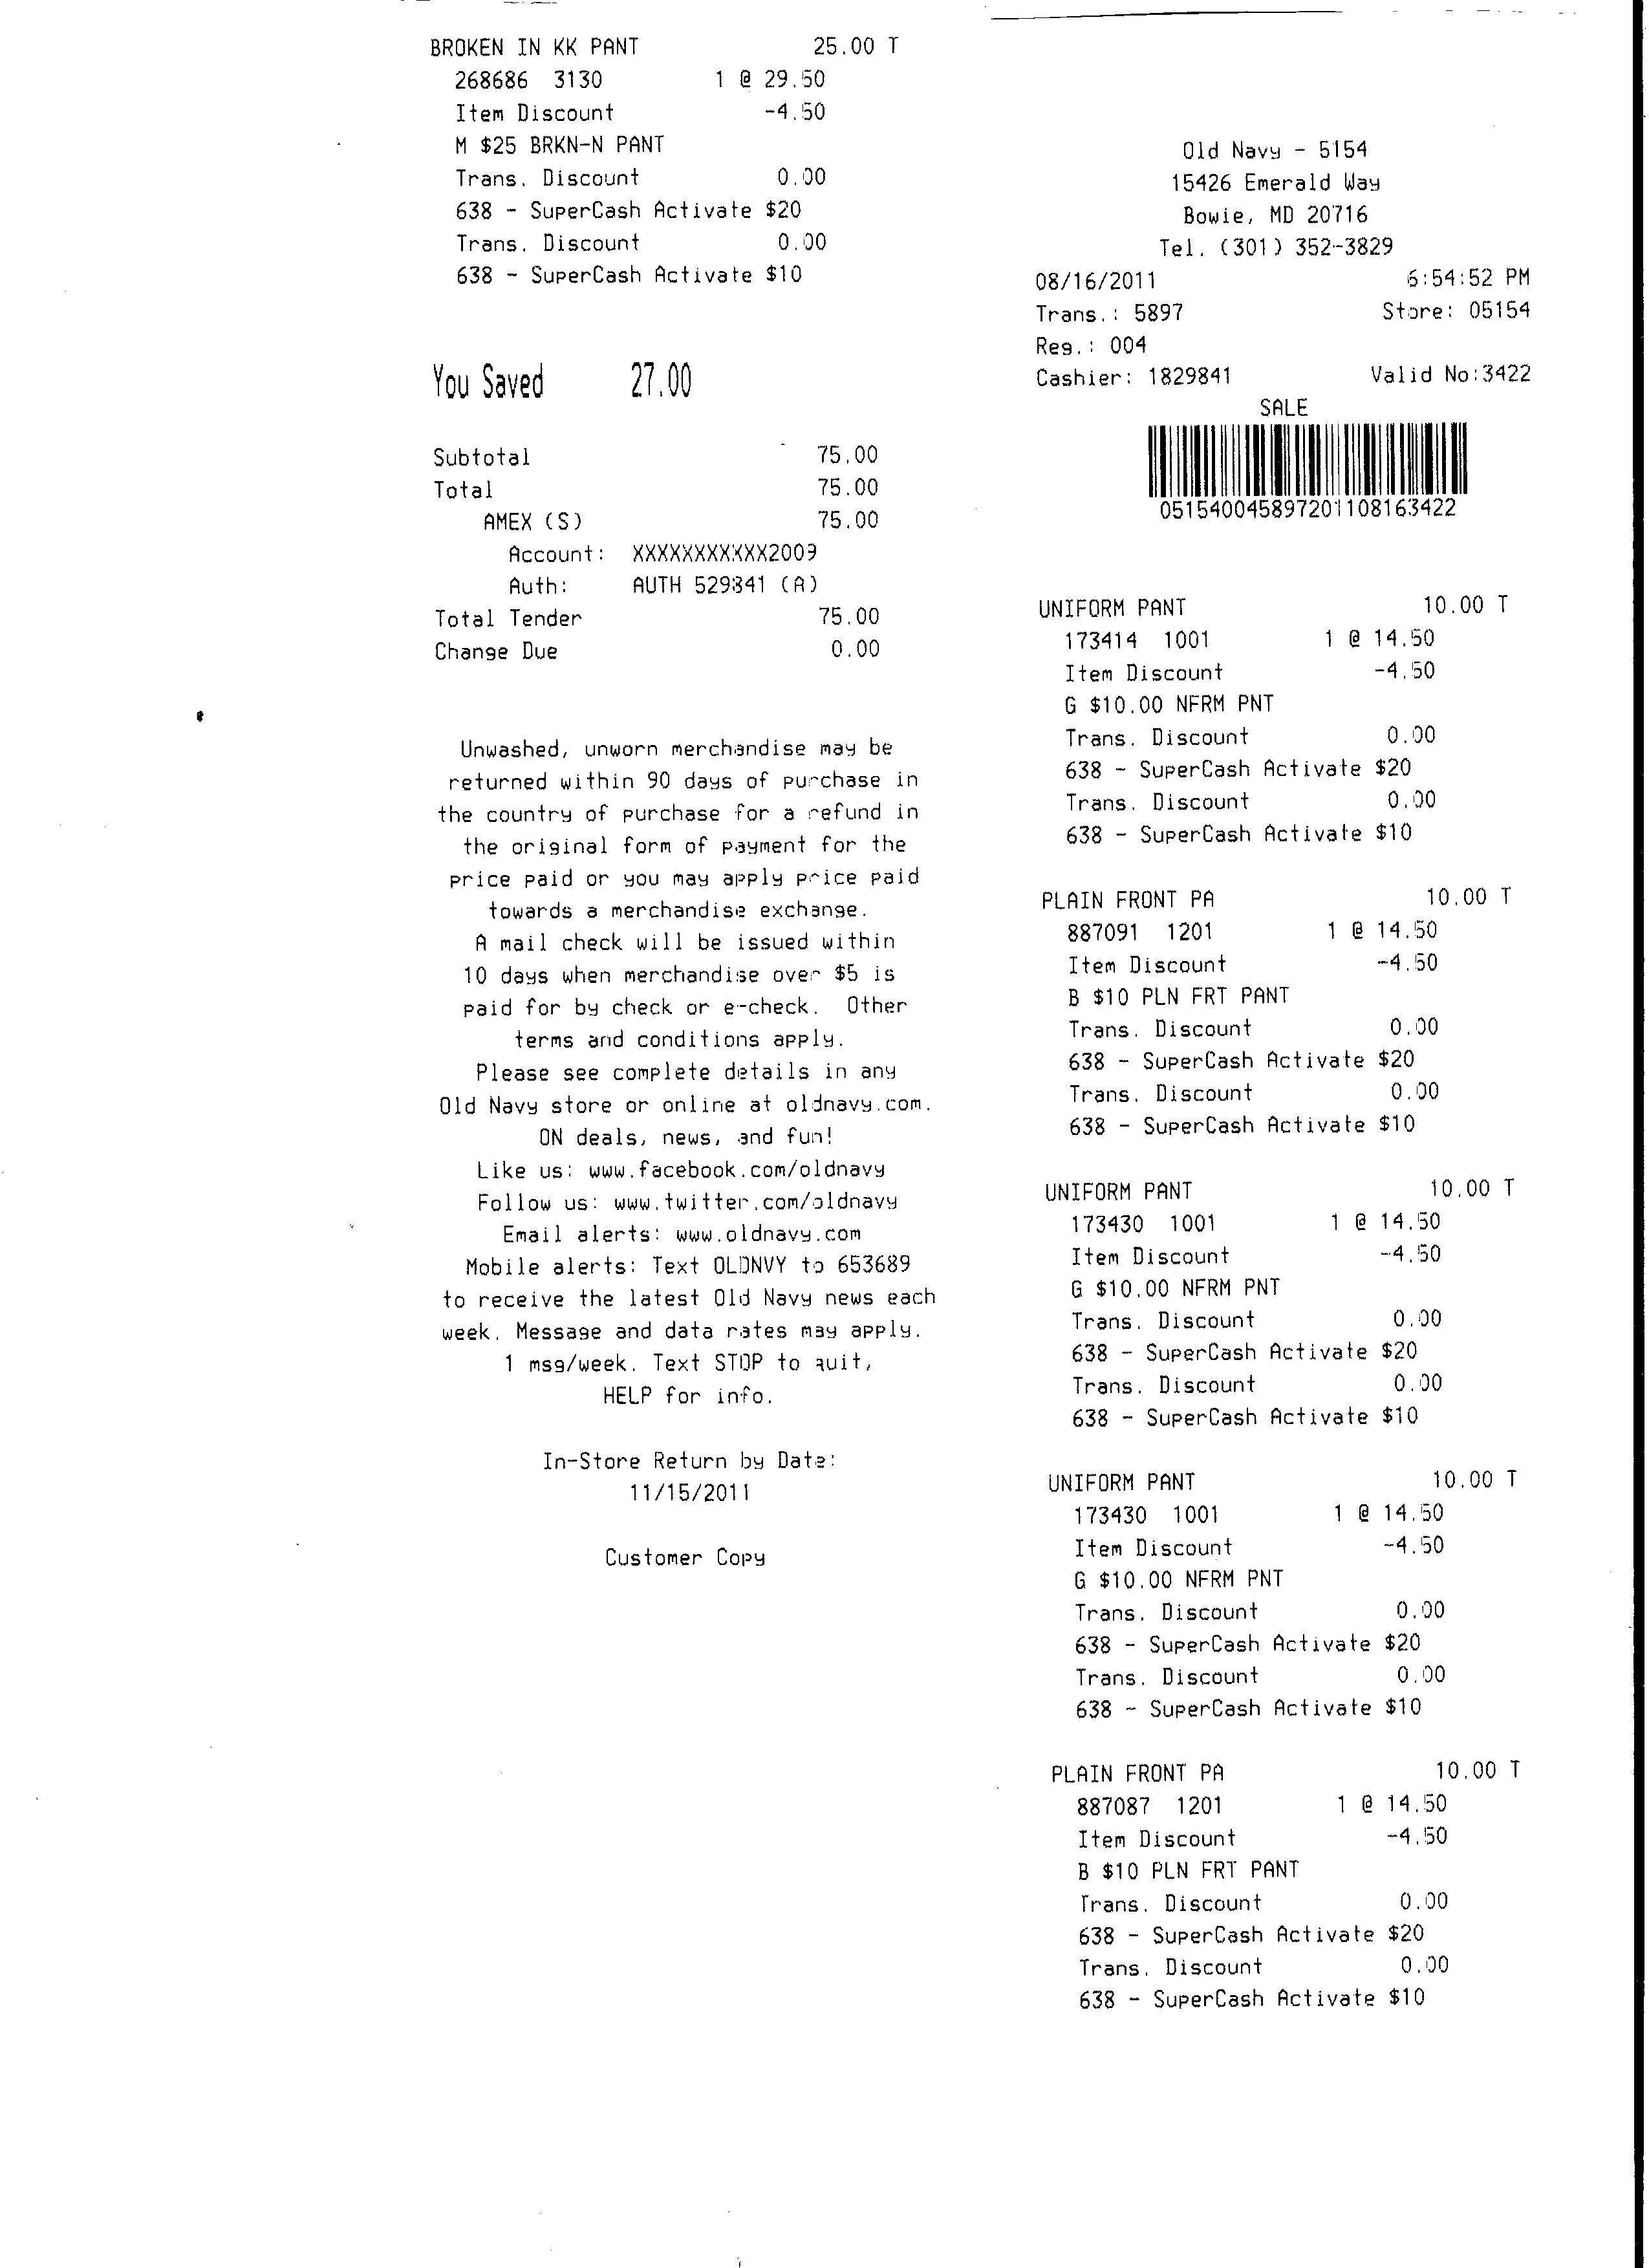 Old Navy - 5154
15426 Emerald Way
Bowie, MD 20716
Tel. (301) 352-3829
08/16/2011 6:54:52 PM
Trans.: 5897 Store: 05154
Reg.: 004
Cashier: 1829841 Valid No:3422
SALE
051540045897201108163422
UNIFORM PANT 10.00 T
173414 1001 1 @ 14.50
Item Discount -4.50
G $10.00 NFRM PNT
Trans. Discount 0.00
638 - SuperCash Activate $20
Trans. Discount 0.00
638 - SuperCash Activate $10
PLAIN FRONT PA 10.00 T
887091 1201 1 @ 14.50
Item Discount -4.50
B $10 PLN FRT PANT
Trans. Discount 0.00
638 - SuperCash Activate $20
Trans. Discount 0.00
638 - SuperCash Activate $10
UNIFORM PANT 10.00 T
173430 1001 1 @ 14.50
Item Discount -4.50
G $10.00 NFRM PNT
Trans. Discount 0.00
638 - SuperCash Activate $20
Trans. Discount 0.00
638 - SuperCash Activate $10
UNIFORM PANT 10.00 T
173430 1001 1 @ 14.50
Item Discount -4.50
G $10.00 NFRM PNT
Trans. Discount 0.00
638 - SuperCash Activate $20
Trans. Discount 0.00
638 - SuperCash Activate $10
PLAIN FRONT PA 10.00 T
887087 1201 1 @ 14.50
Item Discount -4.50
B $10 PLN FRT PANT
Trans. Discount 0.00
638 - SuperCash Activate $20
Trans. Discount 0.00
638 - SuperCash Activate $10
BROKEN IN KK PANT 25.00 T
268686 3130 1 @ 29.50
Item Discount -4.50
M $25 BRKN-N PANT
Trans. Discount 0.00
638 - SuperCash Activate $20
Trans. Discount 0.00
638 - SuperCash Activate $10
You Saved 27.00
Subtotal 75.00
Total 75.00
AMEX (S) 75.00
Account: XXXXXXXXXXX2009
Auth: AUTH 529841 (A)
Total Tender 75.00
Change Due 0.00
Unwashed, unworn merchandise may be
returned within 90 days of purchase in
the country of purchase for a refund in
the original form of payment for the
price paid or you may apply price paid
towards a merchandise exchange.
A mail check will be issued within
10 days when merchandise over $5 is
paid for by check or e-check. Other
terms and conditions apply.
Please see complete details in any
Old Navy store or online at oldnavy.com.
ON deals, news, and fun!
Like us: www.facebook.com/oldnavy
Follow us: www.twitter.com/oldnavy
Email alerts: www.oldnavy.com
Mobile alerts: Text OLDNVY to 653689
to receive the latest Old Navy news each
week. Message and data rates may apply.
1 msg/week. Text STOP to quit,
HELP for info.
In-Store Return by Date:
11/15/2011
Customer Copy